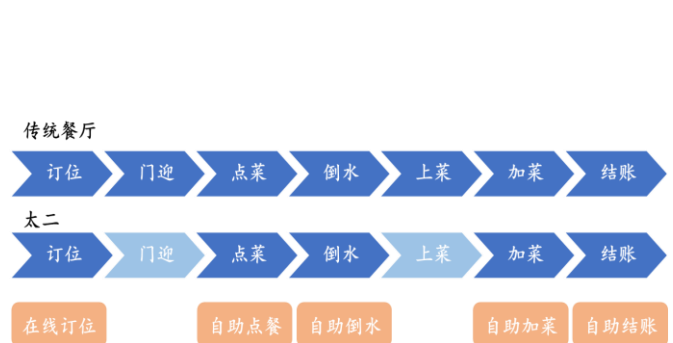 传统餐厅
订位 门迎 点菜 倒水 上菜 加菜 结账
太二
订位 门迎 点菜 倒水 上菜 加菜 结账
在线订位 自助点餐 自助倒水 自助加菜 自助结账